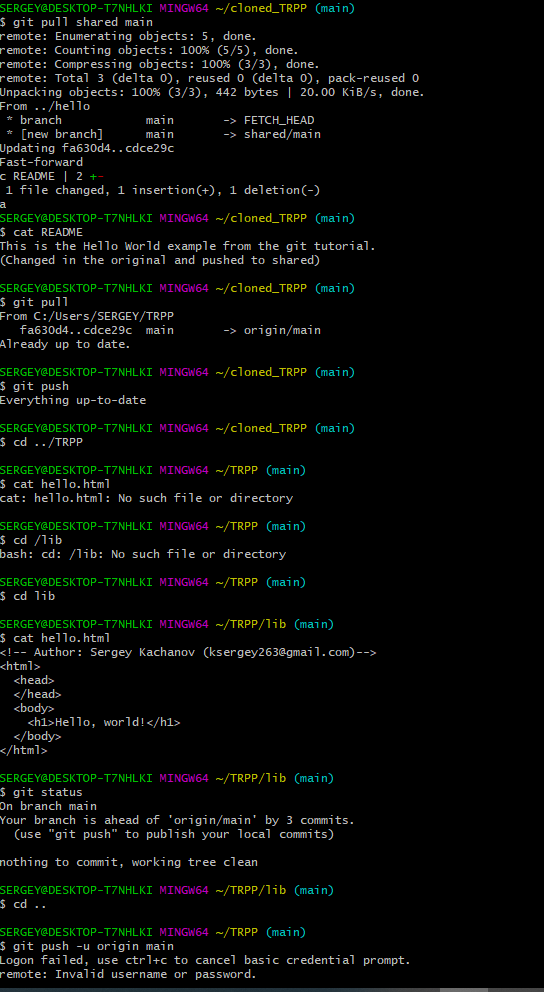 SERGEY@DESKTOP-T7NHLKI MINGW64 ~/cloned_TRPP (main)
$ git pull shared main
remote: Enumerating objects: 5, done.
remote: Counting objects: 100% (5/5), done.
remote: Compressing objects: 100% (3/3), done.
remote: Total 3 (delta 0), reused 0 (delta 0), pack-reused 0
Unpacking objects: 100% (3/3), 442 bytes | 20.00 KiB/s, done.
From ../hello
 * branch            main       -> FETCH_HEAD
 * [new branch]      main       -> shared/main
Updating fa630d4..cdce29c
Fast-forward
c README | 2 +-
 1 file changed, 1 insertion(+), 1 deletion(-)
a
SERGEY@DESKTOP-T7NHLKI MINGW64 ~/cloned_TRPP (main)
$ cat README
This is the Hello World example from the git tutorial.
(Changed in the original and pushed to shared)
SERGEY@DESKTOP-T7NHLKI MINGW64 ~/cloned_TRPP (main)
$ git pull
From C:/Users/SERGEY/TRPP
   fa630d4..cdce29c  main       -> origin/main
Already up to date.
SERGEY@DESKTOP-T7NHLKI MINGW64 ~/cloned_TRPP (main)
$ git push
Everything up-to-date
SERGEY@DESKTOP-T7NHLKI MINGW64 ~/cloned_TRPP (main)
$ cd ../TRPP
SERGEY@DESKTOP-T7NHLKI MINGW64 ~/TRPP (main)
$ cat hello.html
cat: hello.html: No such file or directory
SERGEY@DESKTOP-T7NHLKI MINGW64 ~/TRPP (main)
$ cd /lib
bash: cd: /lib: No such file or directory
SERGEY@DESKTOP-T7NHLKI MINGW64 ~/TRPP (main)
$ cd lib
SERGEY@DESKTOP-T7NHLKI MINGW64 ~/TRPP/lib (main)
$ cat hello.html
<!-- Author: Sergey Kachanov (ksergey263@gmail.com)-->
<html>
  <head>
  </head>
  <body>
    <h1>Hello, world!</h1>
  </body>
</html>
SERGEY@DESKTOP-T7NHLKI MINGW64 ~/TRPP/lib (main)
$ git status
On branch main
Your branch is ahead of 'origin/main' by 3 commits.
  (use "git push" to publish your local commits)
nothing to commit, working tree clean
SERGEY@DESKTOP-T7NHLKI MINGW64 ~/TRPP/lib (main)
$ cd ..
SERGEY@DESKTOP-T7NHLKI MINGW64 ~/TRPP (main)
$ git push -u origin main
Logon failed, use ctrl+c to cancel basic credential prompt.
remote: Invalid username or password.